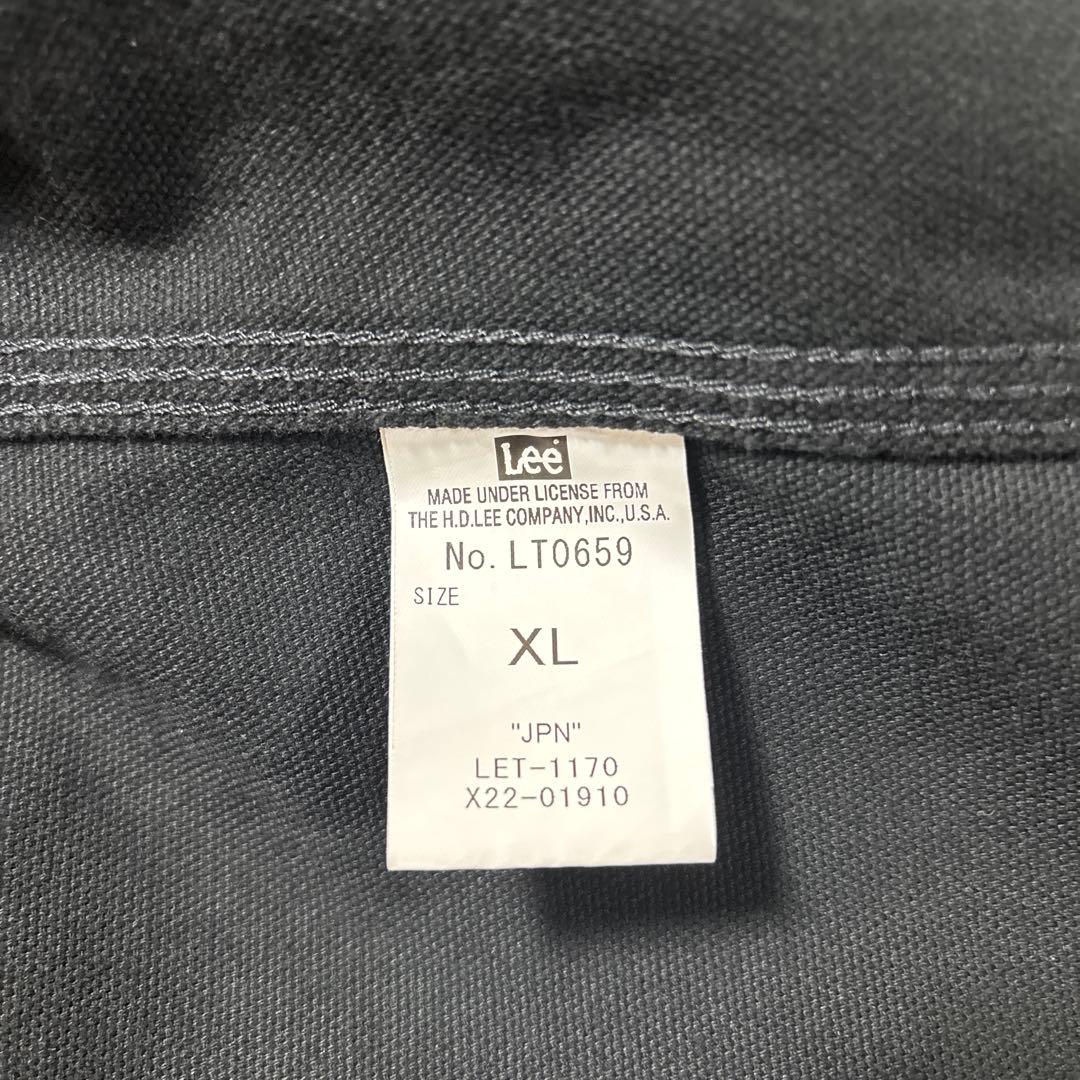 Lee
MADE UNDER LICENSE FROM
THE H.D.LEE COMPANY,INC.,U.S.A.
No. LT0659
SIZE
XL
"JPN"
LET-1170
X22-01910